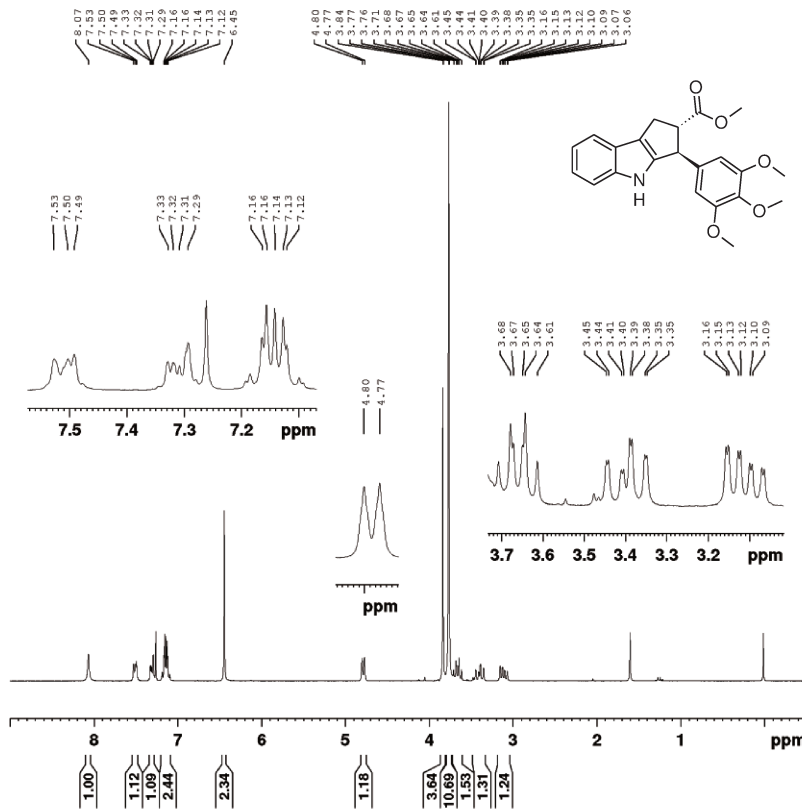 8.07 7.53 7.50 7.49 7.33 7.32 7.31 7.29 7.16 7.16 7.14 7.13 7.12 6.45
4.80 4.77 3.84 3.77 3.76 3.71 3.68 3.67 3.65 3.64 3.61 3.45 3.44 3.41 3.40 3.39 3.38 3.35 3.35 3.16 3.15 3.13 3.12 3.10 3.09 3.07 3.06
O
O
O
N
H
O
O
7.53 7.50 7.49 7.33 7.32 7.31 7.29 7.16 7.16 7.14 7.13 7.12
7.5 7.4 7.3 7.2 ppm
4.80 4.77
ppm
3.68 3.67 3.65 3.64 3.61 3.45 3.44 3.41 3.40 3.39 3.38 3.35 3.35 3.16 3.15 3.13 3.12 3.10 3.09
3.7 3.6 3.5 3.4 3.3 3.2 ppm
8 7 6 5 4 3 2 1 ppm
1.00 1.12 1.09 2.44 2.34 1.18 3.64 10.69 1.53 1.31 1.24